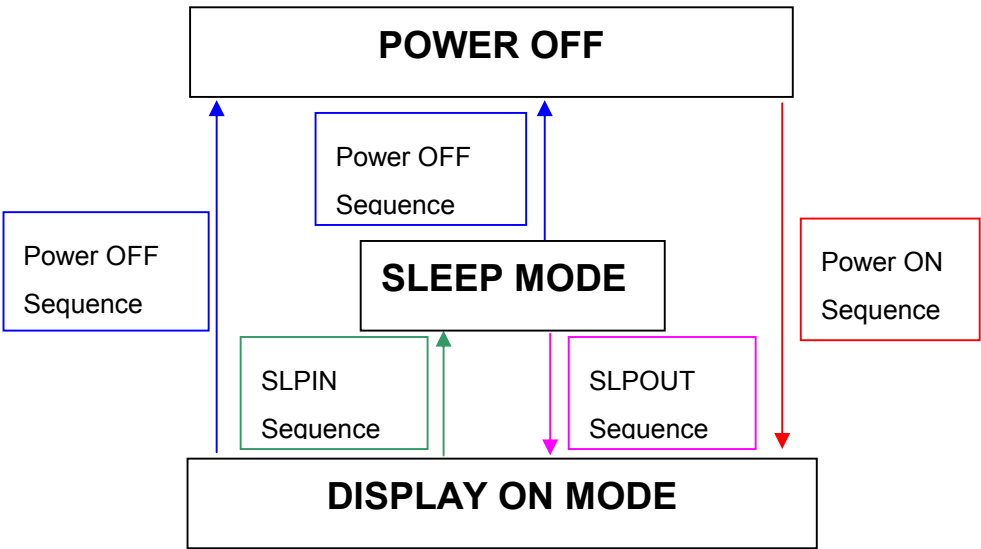 POWER OFF
Power OFF
Sequence
Power OFF
Sequence
SLEEP MODE
Power ON
Sequence
SLPIN
Sequence
SLPOUT
Sequence
DISPLAY ON MODE